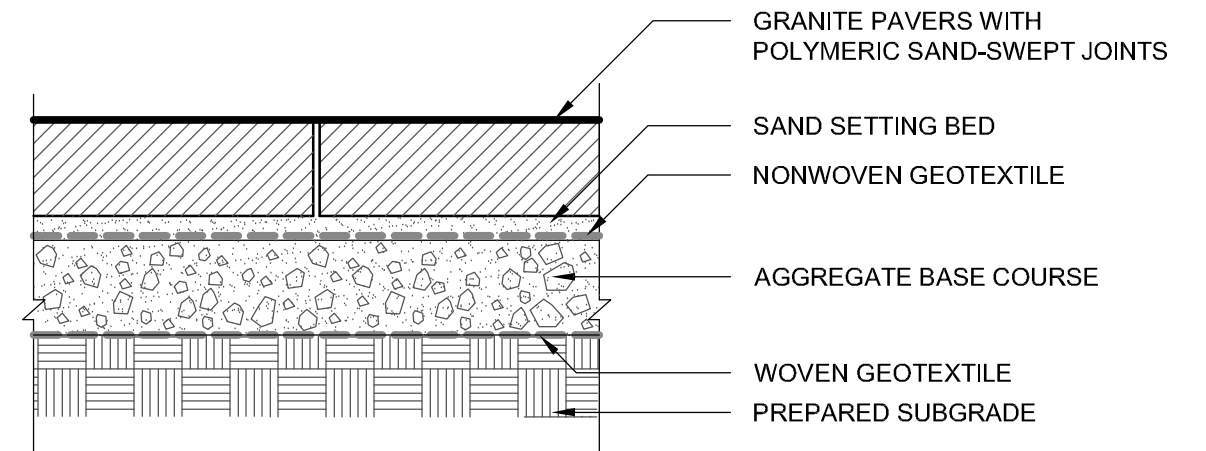 GRANITE PAVERS WITH
POLYMERIC SAND-SWEPT JOINTS
SAND SETTING BED
NONWOVEN GEOTEXTILE
AGGREGATE BASE COURSE
WOVEN GEOTEXTILE
PREPARED SUBGRADE